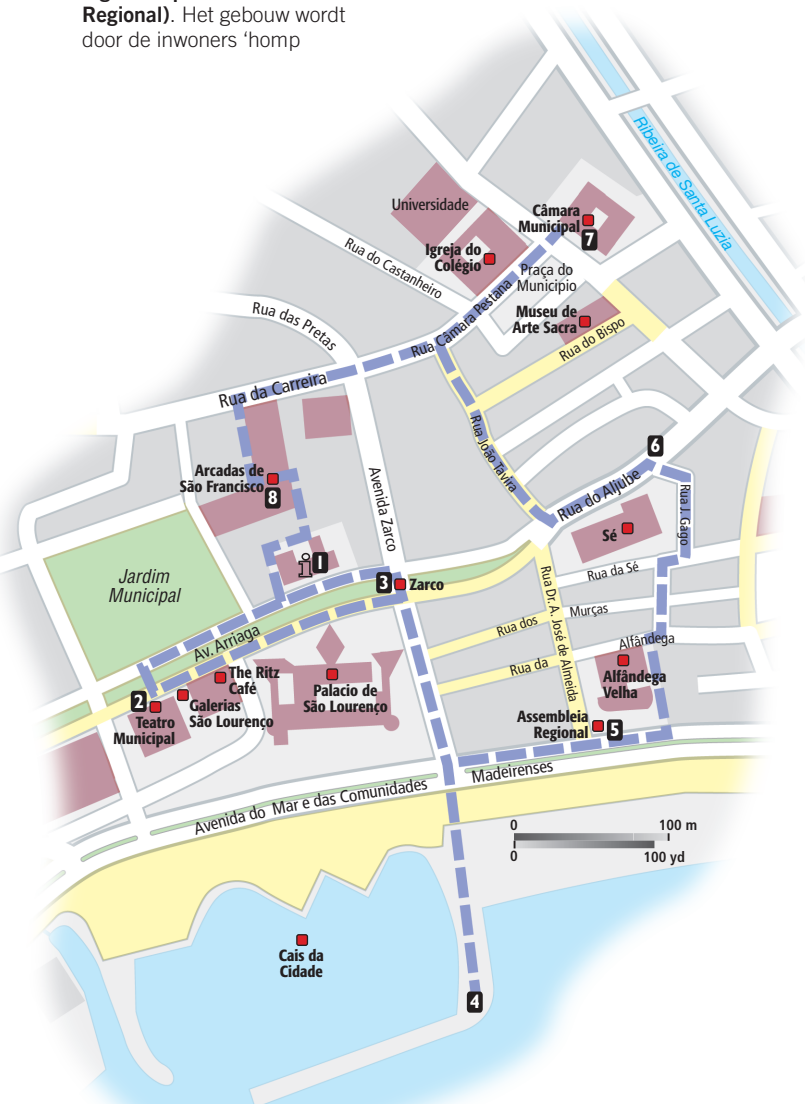 Regional). Het gebouw wordt
door de inwoners ‘homp
Ribeira de Santa Luzia
Universidade
Câmara
Municipal
7
Igreja do
Colégio
Rua do Castanheiro
Praça do
Municipio
Museu de
Arte Sacra
Rua Câmara Pestana
Rua do Bispo
Rua das Pretas
Rua da Carreira
Rua João Tavira
6
Arcadas de
São Francisco
8
Avenida Zarco
Rua do Aljube
Rua J. Gago
Sé
i
1
Jardim
Municipal
3
Zarco
Rua da Sé
Rua Dr. A. José de Almeida
Rua dos
Murças
Av. Arriaga
Rua da
Alfândega
The Ritz
Café
2
Teatro
Municipal
Galerias
São Lourenço
Palacio de
São Lourenço
Alfândega
Velha
Assembleia
Regional
5
Avenida do Mar e das Comunidades
Madeirenses
0
100 m
0
100 yd
Cais da
Cidade
4